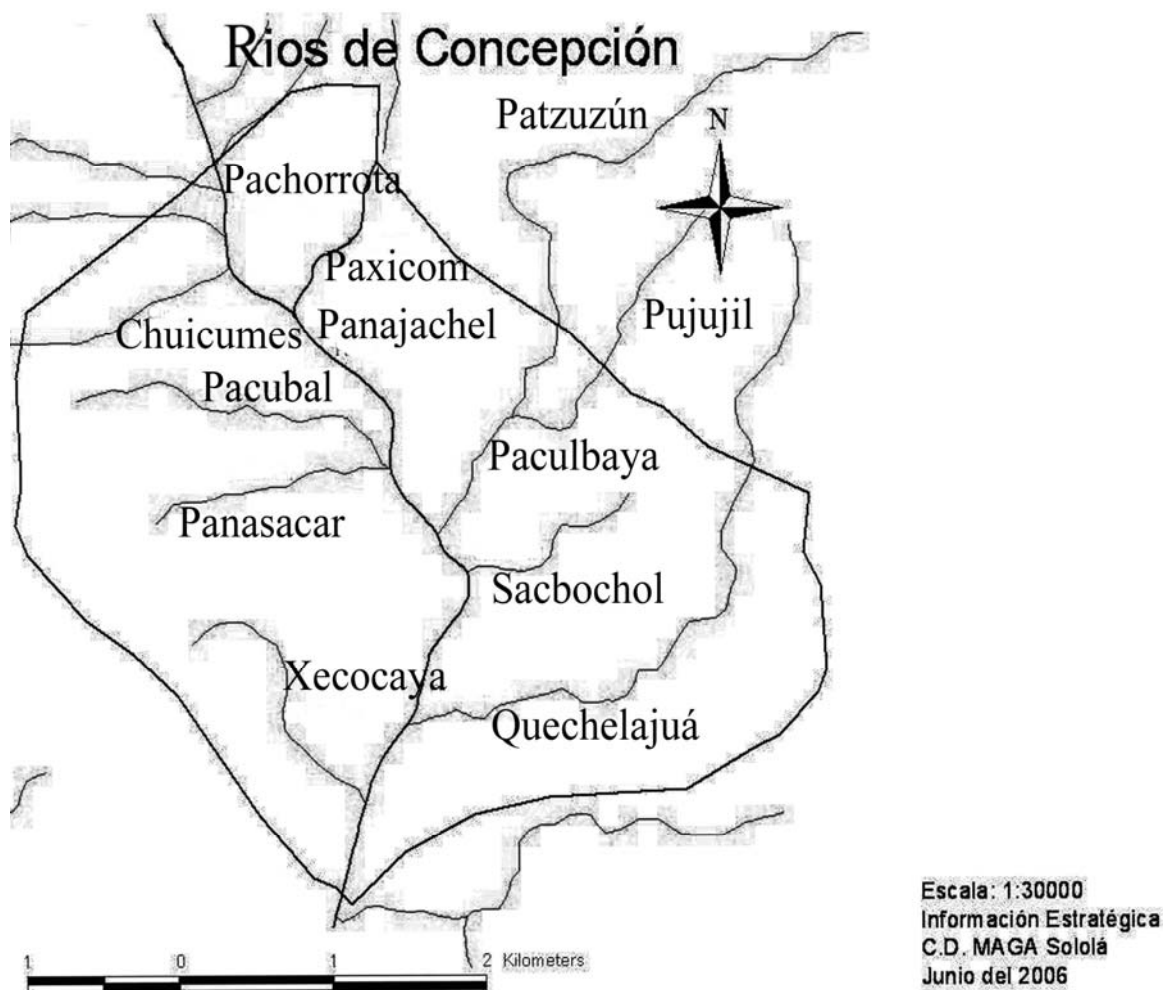 Rios de Concepción
Patzuzún
N
Pachorrota
Paxicom
Pujujil
Chuicumes
Panajachel
Pacubal
Paculbaya
Panasacar
Sacbochol
Xecocaya
Quechelajuá
Escala: 1:30000
Información Estratégica
C.D. MAGA Sololá
Junio del 2006
1 0 1 2 Kilometers